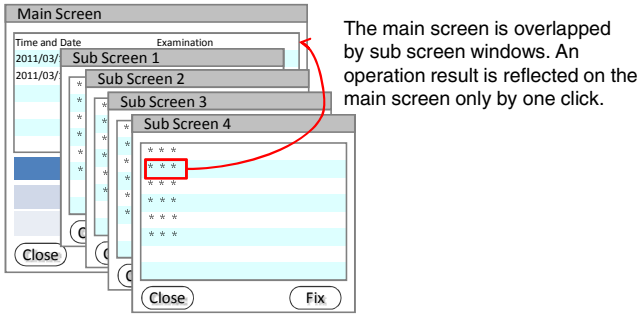 Main Screen
Time and Date Examination
2011/03/
2011/03/
Sub Screen 1
*
*
*
*
*
*
Sub Screen 2
*
*
*
*
*
*
Sub Screen 3
*
*
*
*
*
*
Sub Screen 4
* * *
* * *
* * *
* * *
* * *
* * *
Close
Close
Fix
The main screen is overlapped
by sub screen windows. An
operation result is reflected on the
main screen only by one click.